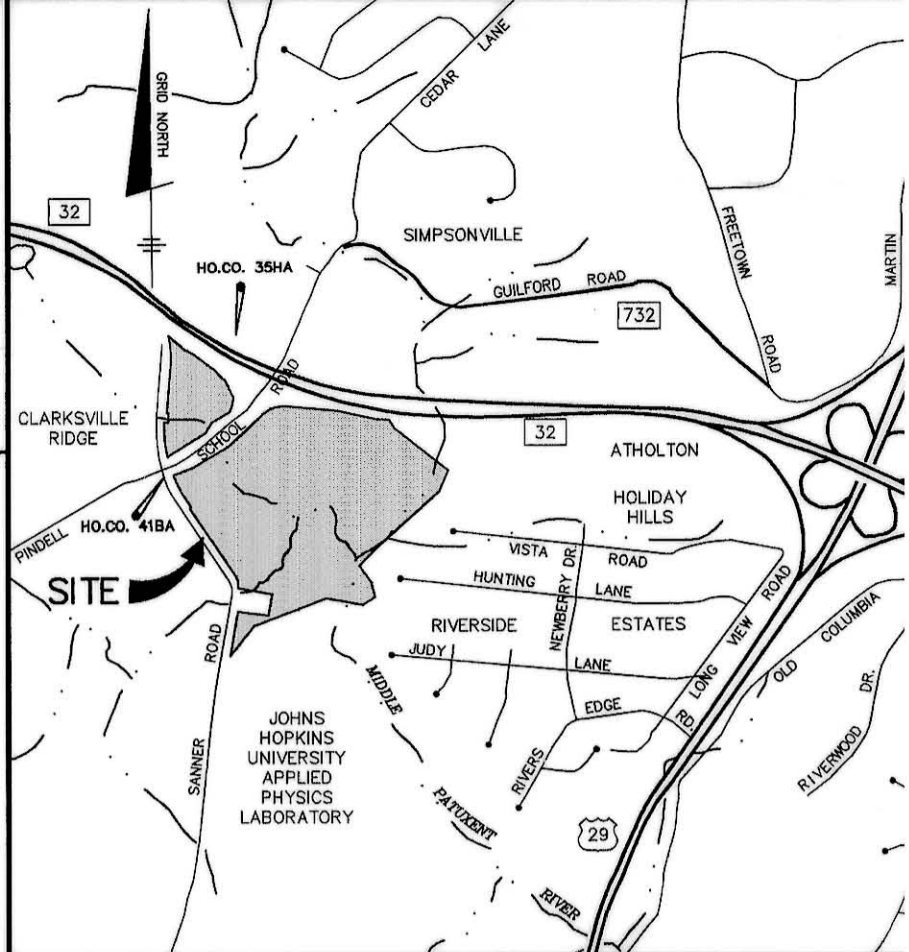 GRID NORTH
CEDAR LANE
32
SIMPSONVILLE
HO.CO. 35HA
GUILFORD ROAD
732
FREETOWN ROAD
MARTIN
CLARKSVILLE
RIDGE
SCHOOL ROAD
32
ATHOLTON
HOLIDAY
HILLS
HO.CO. 41BA
PINDELL
SITE
VISTA ROAD
HUNTING LANE
NEWBERRY DR.
RIVERSIDE ESTATES
JUDY LANE
LONG VIEW ROAD
OLD COLUMBIA
RIVERS EDGE RD.
RIVERWOOD DR.
SANNER ROAD
JOHNS
HOPKINS
UNIVERSITY
APPLIED
PHYSICS
LABORATORY
MIDDLE PATUXENT RIVER
29